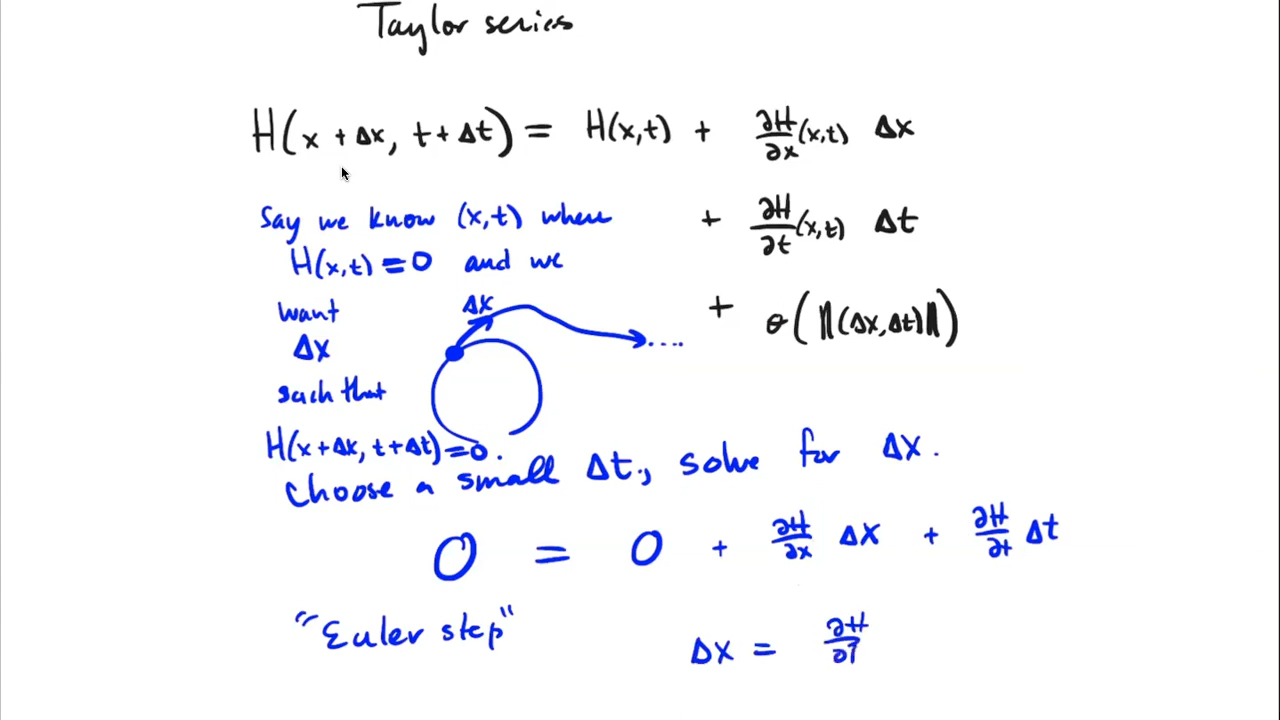 Taylor series
H(x + Δx, t + Δt) = H(x,t) + ∂H/∂x (x,t) Δx
+ ∂H/∂t (x,t) Δt
+ σ(‖(Δx,Δt)‖)
Say we know (x,t) where
H(x,t) = 0 and we
want
Δx
such that
H(x+Δx, t+Δt) = 0.
Δx
....
Choose a small Δt, solve for Δx.
0 = 0 + ∂H/∂x Δx + ∂H/∂t Δt
"Euler step"
Δx = ∂H/∂